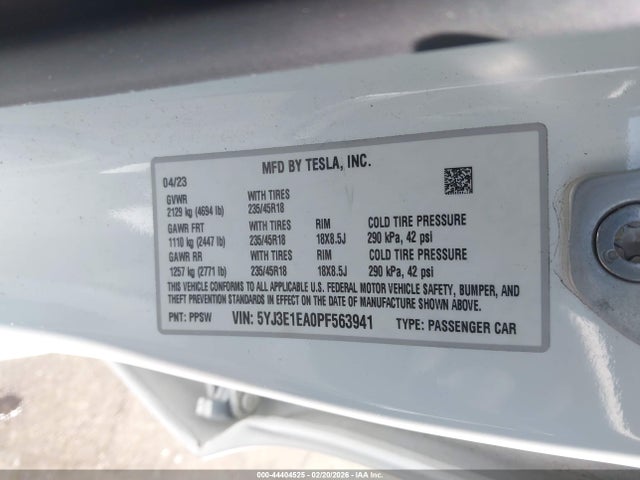 MFD BY TESLA, INC.
04/23
GVWR WITH TIRES
2129 kg (4694 lb) 235/45R18
GAWR FRT WITH TIRES RIM COLD TIRE PRESSURE
1110 kg (2447 lb) 235/45R18 18X8.5J 290 kPa, 42 psi
GAWR RR WITH TIRES RIM COLD TIRE PRESSURE
1257 kg (2771 lb) 235/45R18 18X8.5J 290 kPa, 42 psi
THIS VEHICLE CONFORMS TO ALL APPLICABLE U.S. FEDERAL MOTOR VEHICLE SAFETY, BUMPER, AND
THEFT PREVENTION STANDARDS IN EFFECT ON THE DATE OF MANUFACTURE SHOWN ABOVE.
PNT: PPSW VIN: 5YJ3E1EA0PF563941 TYPE: PASSENGER CAR
000-44404525 - 02/20/2026 - IAAI.COM